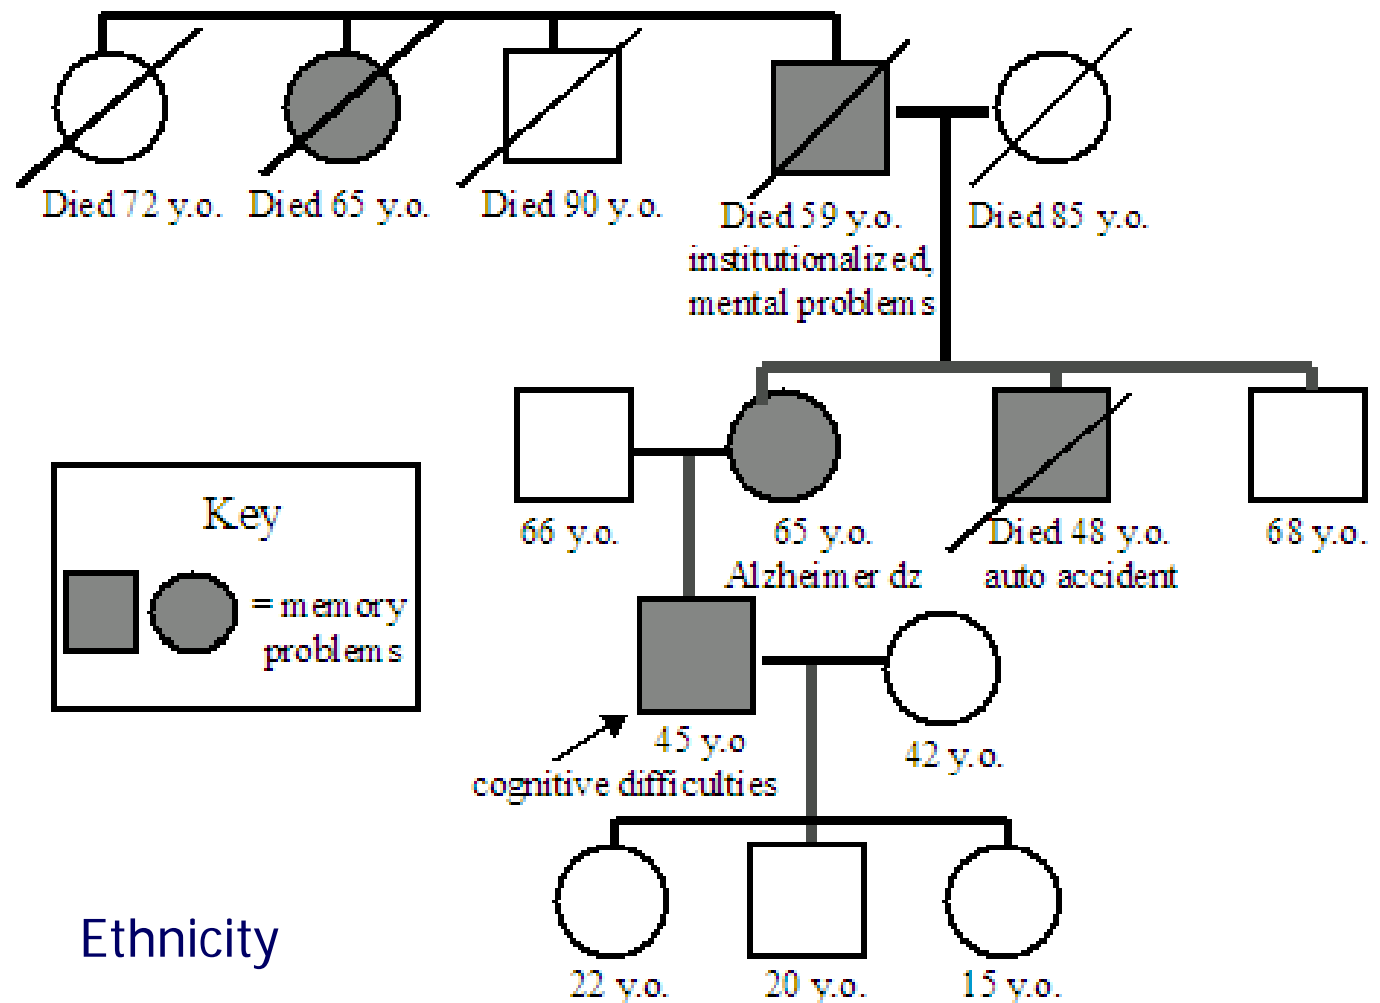 Died 72 y.o.
Died 65 y.o.
Died 90 y.o.
Died 59 y.o.
institutionalized,
mental problems
Died 85 y.o.
66 y.o.
65 y.o.
Alzheimer dz
Died 48 y.o.
auto accident
68 y.o.
Key
= memory
problems
45 y.o
cognitive difficulties
42 y.o.
22 y.o.
20 y.o.
15 y.o.
Ethnicity